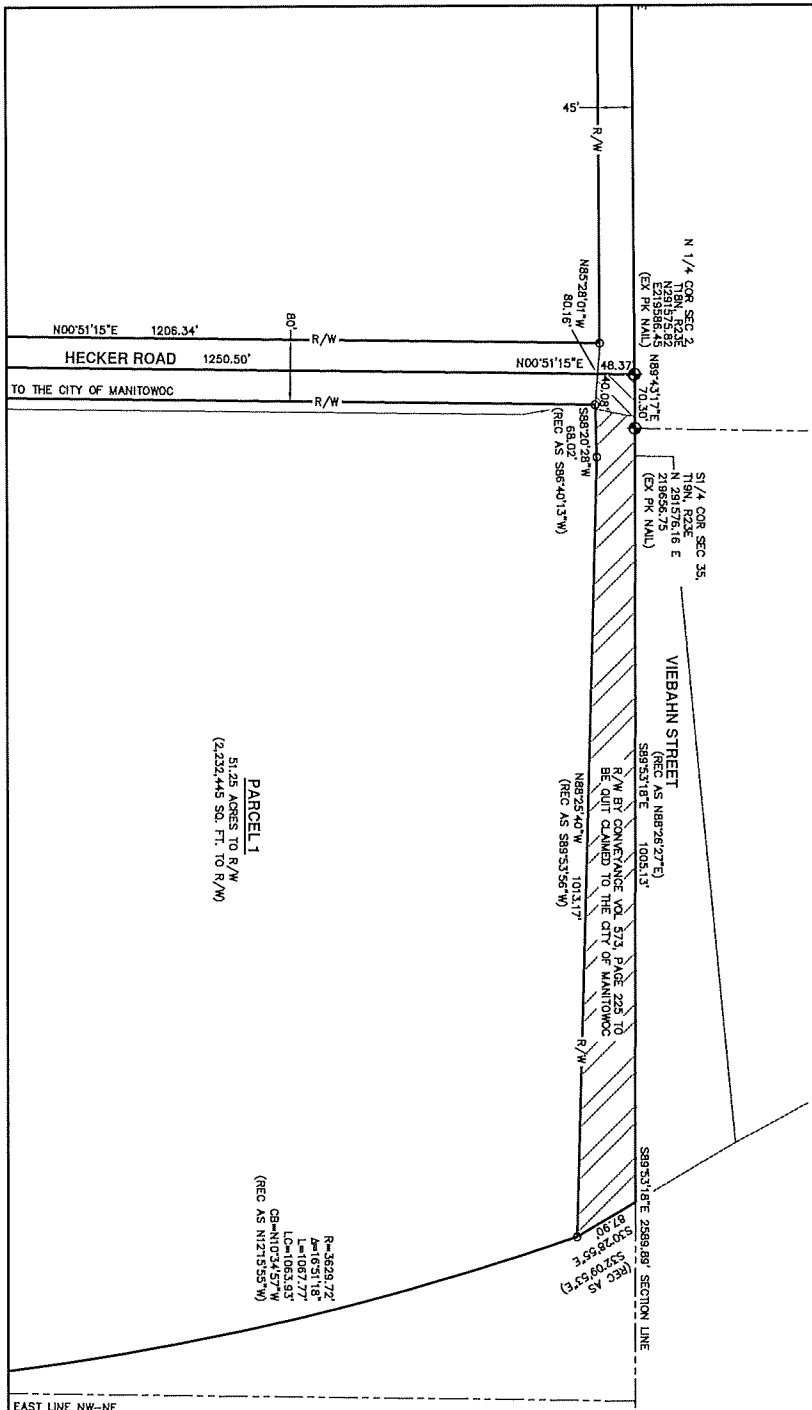 45'
R/W
N 1/4 COR SEC 2,
T18N, R23E
N291575.82
E219586.45
(EX PK NAIL)
N89°43'17"E
70.30'
N85°28'01"W
80.16'
N00°51'15"E 1206.34'
80'
R/W
HECKER ROAD 1250.50'
N00°51'15"E 48.37'
40.08'
TO THE CITY OF MANITOWOC
R/W
S88°20'28"W
68.02'
(REC AS S86°40'13"W)
S1/4 COR SEC 35,
T19N, R23E
N 291576.16 E
219656.75
(EX PK NAIL)
VIEBAHN STREET
(REC AS N88°26'27"E)
S89°53'18"E 1005.13'
R/W BY CONVEYANCE VOL 573, PAGE 225 TO
BE QUIT CLAIMED TO THE CITY OF MANITOWOC
N88°25'40"W 1013.17'
(REC AS S89°53'56"W)
R/W
PARCEL 1
51.25 ACRES TO R/W
(2,232,445 SQ. FT. TO R/W)
S89°53'18"E 2589.89' SECTION LINE
(REC AS
S32°09'53"E)
S30°28'55"E
87.90'
R=3629.72'
Δ=16°51'18"
L=1067.77'
LC=1063.93'
CB=N10°34'57"W
(REC AS N12°15'55"W)
EAST LINE NW-NE